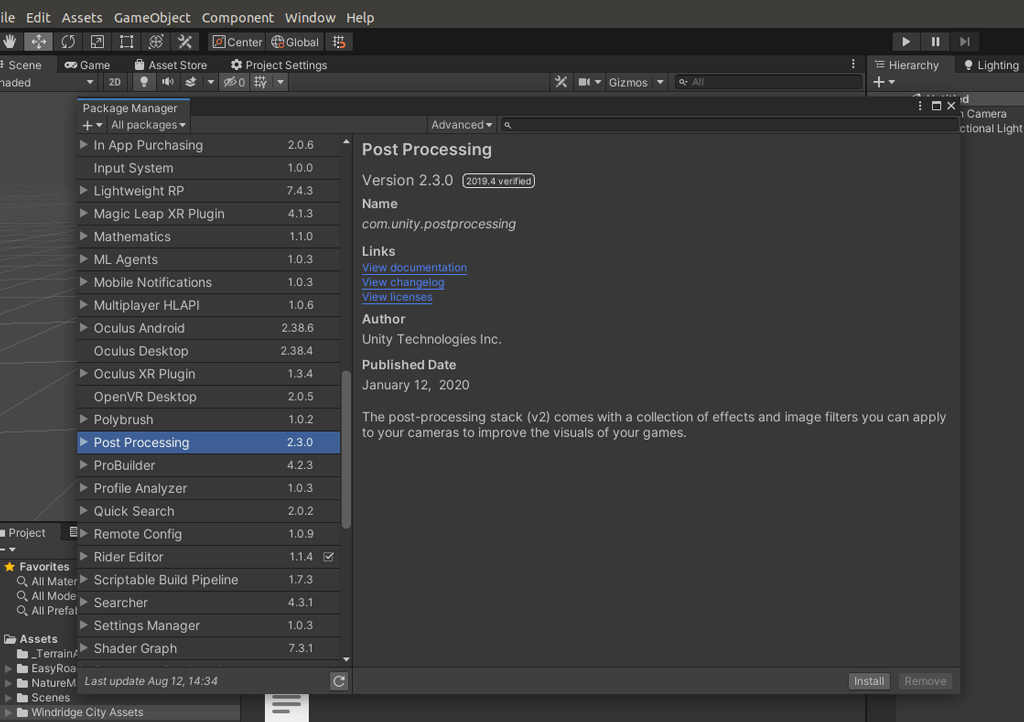 ile Edit Assets GameObject Component Window Help
Center Global
Scene Game Asset Store Project Settings
haded 2D 0 Gizmos All
Hierarchy Lighting
Camera
ctional Light
Package Manager
All packages Advanced
In App Purchasing 2.0.6
Input System 1.0.0
Lightweight RP 7.4.3
Magic Leap XR Plugin 4.1.3
Mathematics 1.1.0
ML Agents 1.0.3
Mobile Notifications 1.0.3
Multiplayer HLAPI 1.0.6
Oculus Android 2.38.6
Oculus Desktop 2.38.4
Oculus XR Plugin 1.3.4
OpenVR Desktop 2.0.5
Polybrush 1.0.2
Post Processing 2.3.0
ProBuilder 4.2.3
Profile Analyzer 1.0.3
Quick Search 2.0.2
Remote Config 1.0.9
Rider Editor 1.1.4
Scriptable Build Pipeline 1.7.3
Searcher 4.3.1
Settings Manager 1.0.3
Shader Graph 7.3.1
Last update Aug 12, 14:34
Post Processing
Version 2.3.0 2019.4 verified
Name
com.unity.postprocessing
Links
View documentation
View changelog
View licenses
Author
Unity Technologies Inc.
Published Date
January 12, 2020
The post-processing stack (v2) comes with a collection of effects and image filters you can apply
to your cameras to improve the visuals of your games.
Install Remove
Project
Favorites
All Mater
All Mode
All Prefab
Assets
_TerrainA
EasyRoa
NatureM
Scenes
Windridge City Assets